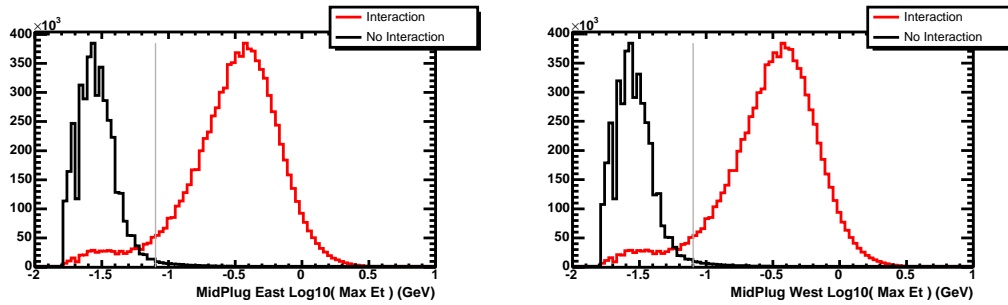 ×10³
Interaction
No Interaction
400
350
300
250
200
150
100
50
0
-2 -1.5 -1 -0.5 0 0.5 1
MidPlug East Log10( Max Et ) (GeV)
×10³
Interaction
No Interaction
400
350
300
250
200
150
100
50
0
-2 -1.5 -1 -0.5 0 0.5 1
MidPlug West Log10( Max Et ) (GeV)